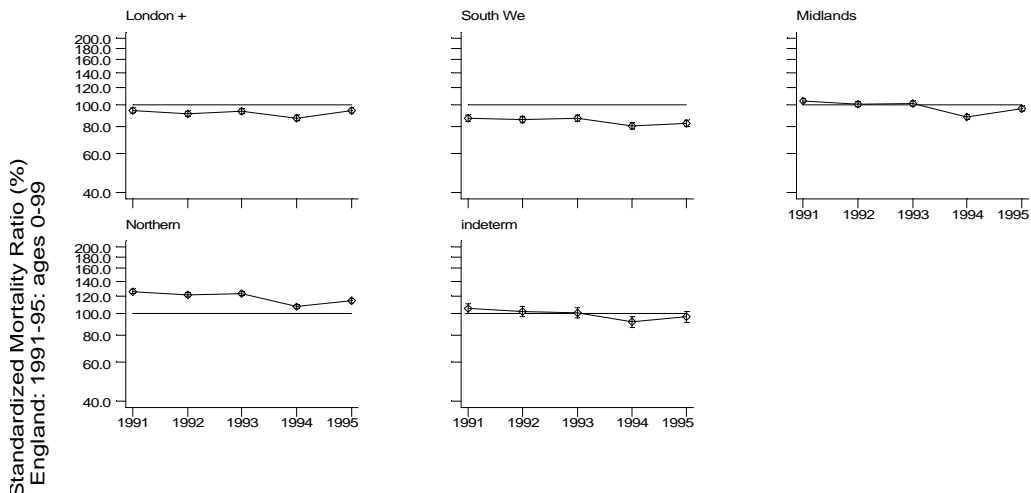 London +
South We
Midlands
200.0
180.0
160.0
140.0
120.0
100.0
80.0
60.0
40.0
1991 1992 1993 1994 1995
Northern
indeterm
200.0
180.0
160.0
140.0
120.0
100.0
80.0
60.0
40.0
1991 1992 1993 1994 1995
1991 1992 1993 1994 1995
Standardized Mortality Ratio (%)
England: 1991-95: ages 0-99